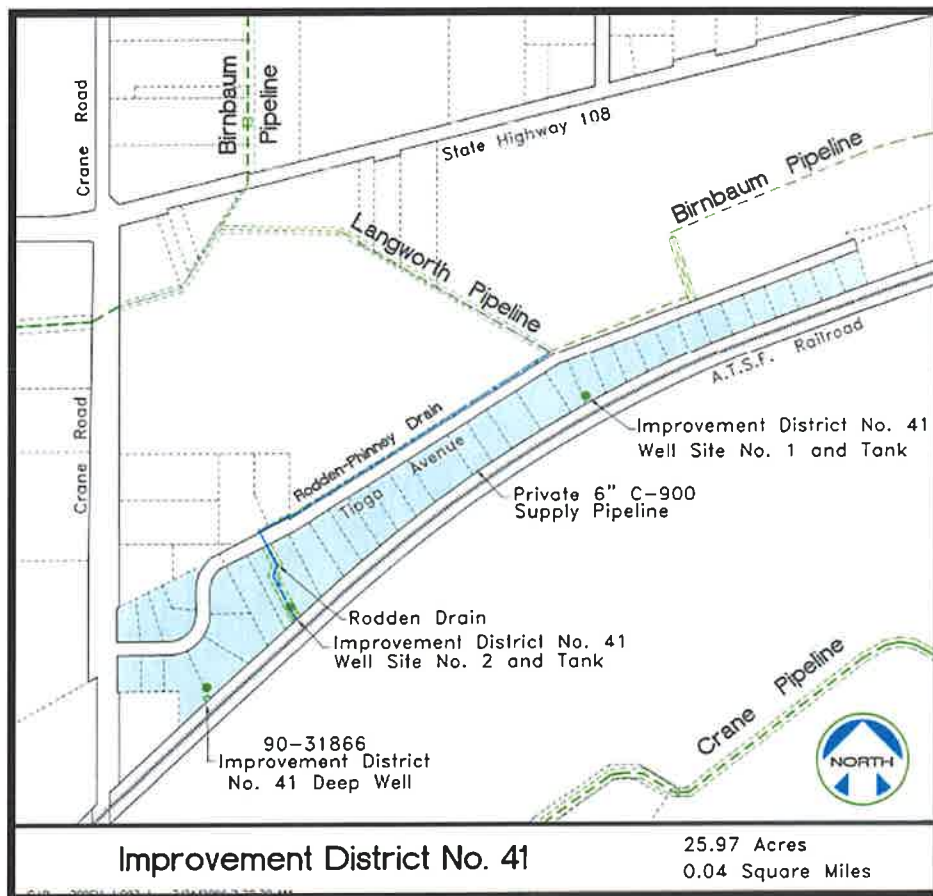 Crane Road
Birnbaum
Pipeline
State Highway 108
Birnbaum Pipeline
Langworth Pipeline
A.T.S.F. Railroad
Crane Road
Rodden-Phinney Drain
Tioga Avenue
Improvement District No. 41
Well Site No. 1 and Tank
Private 6" C-900
Supply Pipeline
Rodden Drain
Improvement District No. 41
Well Site No. 2 and Tank
90-31866
Improvement District
No. 41 Deep Well
Crane Pipeline
NORTH
Improvement District No. 41
25.97 Acres
0.04 Square Miles